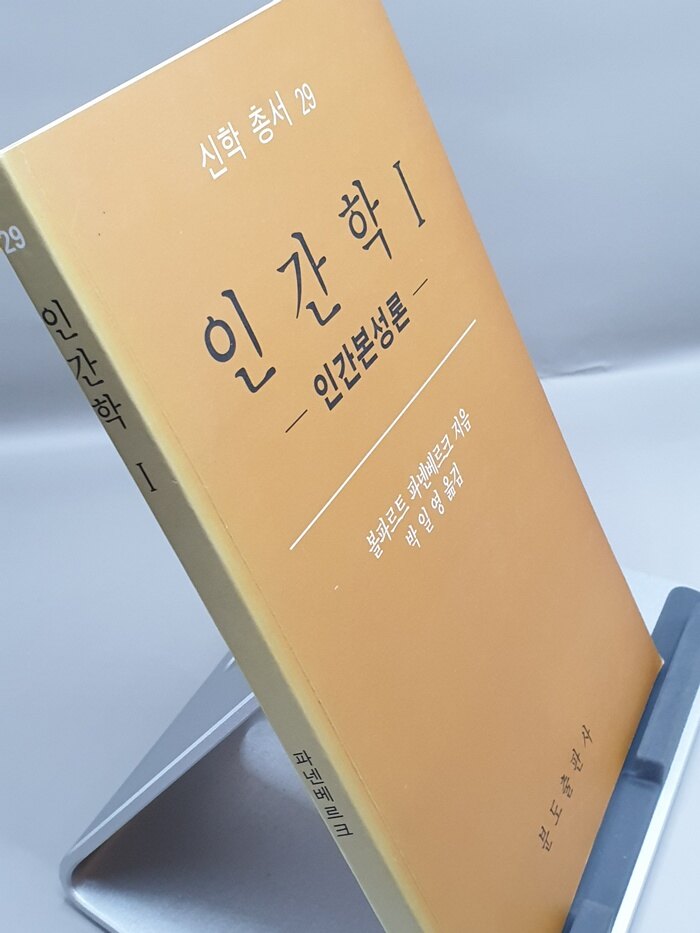 신학 총서 29
인간학 I
— 인간본성론 —
볼파르트 파넨베르크 지음
박일영 옮김
분도출판사
29
인간학 I
파넨베르크